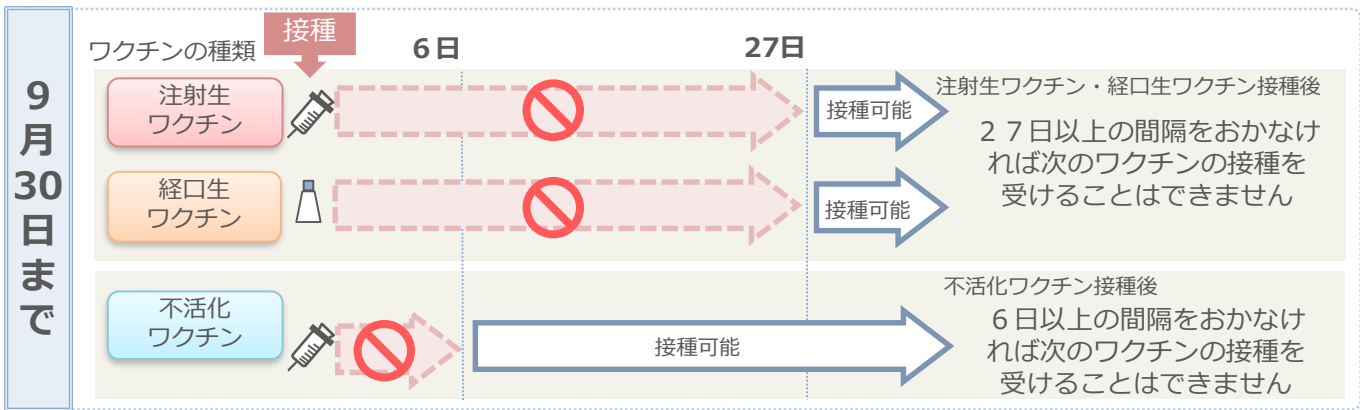 9月30日まで
ワクチンの種類
接種
6日
27日
注射生
ワクチン
接種可能
注射生ワクチン・経口生ワクチン接種後
２７日以上の間隔をおかなけ
れば次のワクチンの接種を
受けることはできません
経口生
ワクチン
接種可能
不活化
ワクチン
接種可能
不活化ワクチン接種後
６日以上の間隔をおかなけ
れば次のワクチンの接種を
受けることはできません